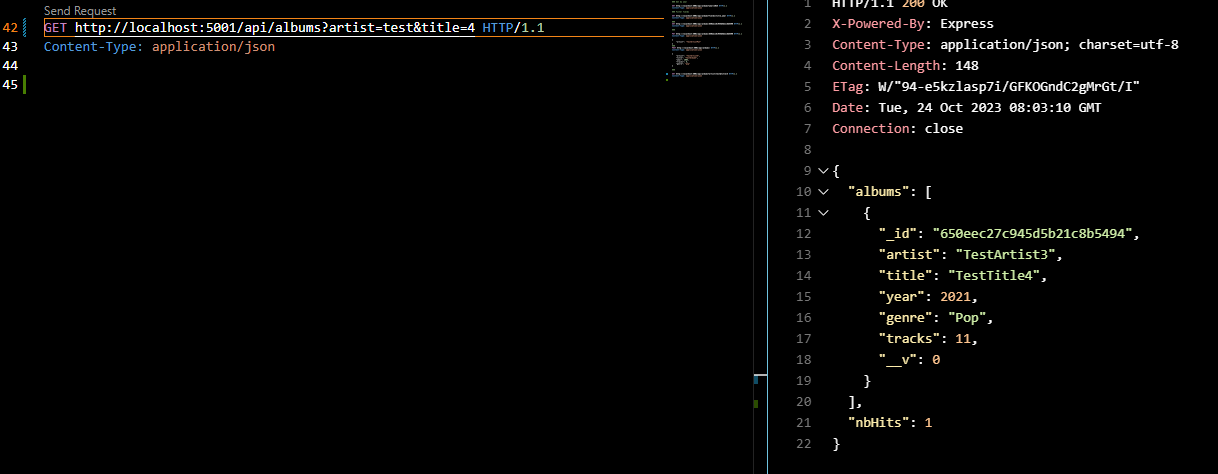 Send Request
42 GET http://localhost:5001/api/albums?artist=test&title=4 HTTP/1.1
43 Content-Type: application/json
44
45
1 HTTP/1.1 200 OK
2 X-Powered-By: Express
3 Content-Type: application/json; charset=utf-8
4 Content-Length: 148
5 ETag: W/"94-e5kzlasp7i/GFKOGndC2gMrGt/I"
6 Date: Tue, 24 Oct 2023 08:03:10 GMT
7 Connection: close
8
9 {
10 "albums": [
11 {
12 "_id": "650eec27c945d5b21c8b5494",
13 "artist": "TestArtist3",
14 "title": "TestTitle4",
15 "year": 2021,
16 "genre": "Pop",
17 "tracks": 11,
18 "__v": 0
19 }
20 ],
21 "nbHits": 1
22 }